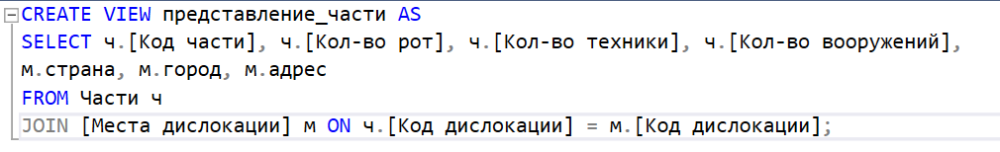 CREATE VIEW представление_части AS
SELECT ч.[Код части], ч.[Кол-во рот], ч.[Кол-во техники], ч.[Кол-во вооружений],
м.страна, м.город, м.адрес
FROM Части ч
JOIN [Места дислокации] м ON ч.[Код дислокации] = м.[Код дислокации];